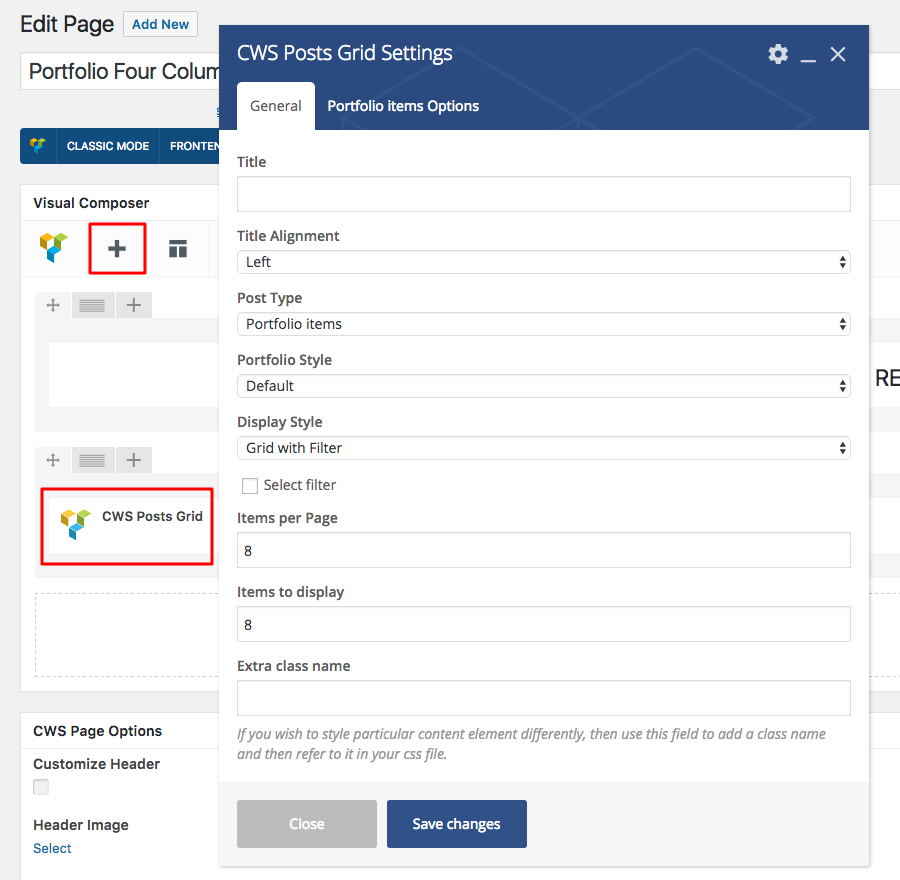 Edit Page
Add New
Portfolio Four Colum
CLASSIC MODE
FRONTEN
Visual Composer
CWS Posts Grid
CWS Page Options
Customize Header
Header Image
Select
CWS Posts Grid Settings
General
Portfolio items Options
Title
Title Alignment
Left
Post Type
Portfolio items
Portfolio Style
Default
Display Style
Grid with Filter
Select filter
Items per Page
8
Items to display
8
Extra class name
If you wish to style particular content element differently, then use this field to add a class name
and then refer to it in your css file.
Close
Save changes
RE